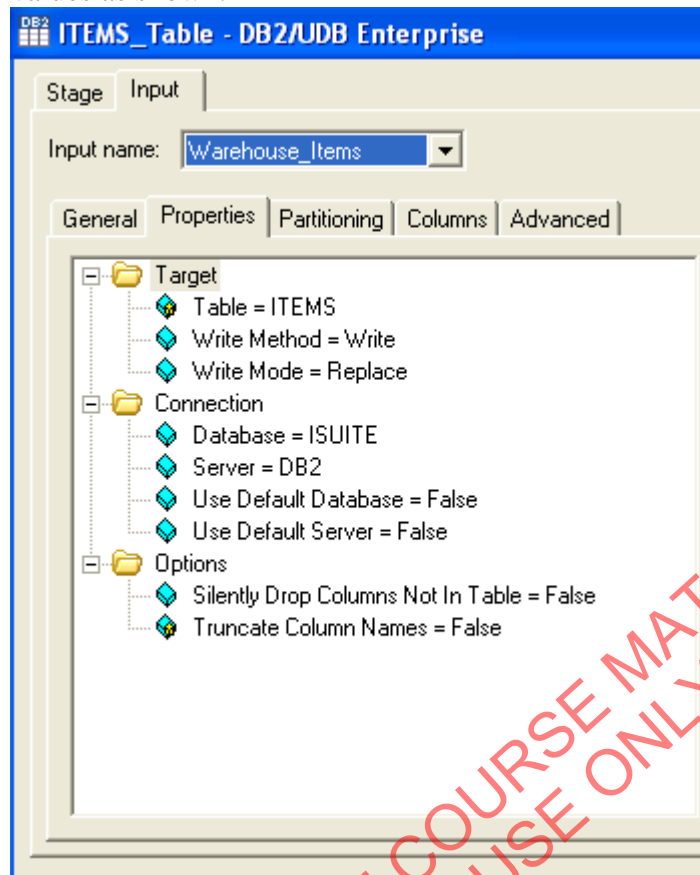 DB2 ITEMS_Table - DB2/UDB Enterprise
Stage Input
Input name: Warehouse_Items
General Properties Partitioning Columns Advanced
Target
Table = ITEMS
Write Method = Write
Write Mode = Replace
Connection
Database = ISUITE
Server = DB2
Use Default Database = False
Use Default Server = False
Options
Silently Drop Columns Not In Table = False
Truncate Column Names = False
COURSE
USE ONLY